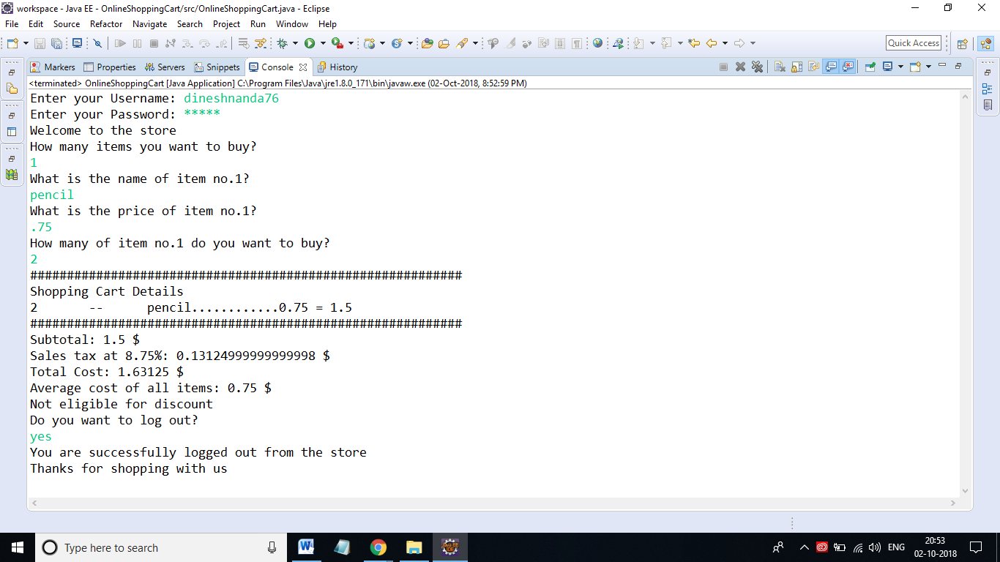 workspace - Java EE - OnlineShoppingCart/src/OnlineShoppingCart.java - Eclipse
File Edit Source Refactor Navigate Search Project Run Window Help
Quick Access
Markers Properties Servers Snippets Console History
<terminated> OnlineShoppingCart [Java Application] C:\Program Files\Java\jre1.8.0_171\bin\javaw.exe (02-Oct-2018, 8:52:59 PM)
Enter your Username: dineshnanda76
Enter your Password: *****
Welcome to the store
How many items you want to buy?
1
What is the name of item no.1?
pencil
What is the price of item no.1?
.75
How many of item no.1 do you want to buy?
2
###########################################################
Shopping Cart Details
2       --      pencil............0.75 = 1.5
###########################################################
Subtotal: 1.5 $
Sales tax at 8.75%: 0.13124999999999998 $
Total Cost: 1.63125 $
Average cost of all items: 0.75 $
Not eligible for discount
Do you want to log out?
yes
You are successfully logged out from the store
Thanks for shopping with us
Type here to search
ENG
20:53
02-10-2018